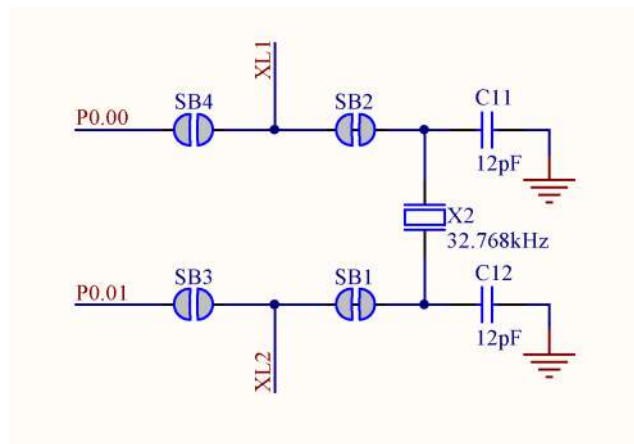 XL1
SB4
SB2
C11
P0.00
12pF
X2
32.768kHz
SB3
SB1
C12
P0.01
12pF
XL2